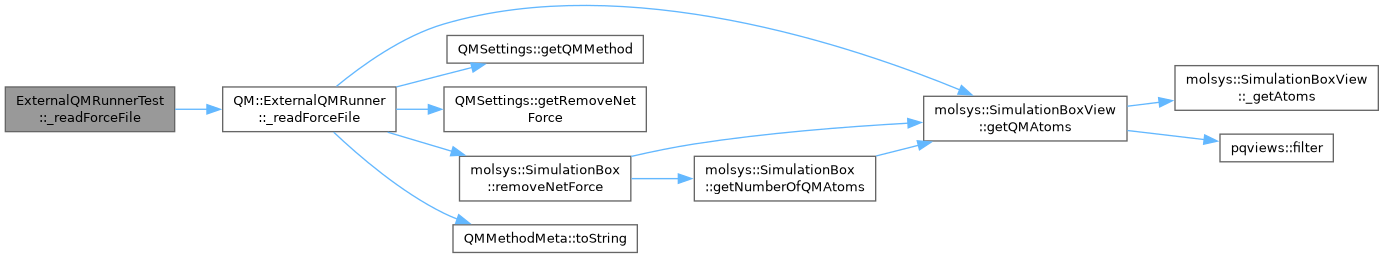 ExternalQMRunnerTest
::_readForceFile
QM::ExternalQMRunner
::_readForceFile
QMSettings::getQMMethod
QMSettings::getRemoveNet
Force
molsys::SimulationBox
::removeNetForce
QMMethodMeta::toString
molsys::SimulationBox
::getNumberOfQMAtoms
molsys::SimulationBoxView
::getQMAtoms
molsys::SimulationBoxView
::_getAtoms
pqviews::filter